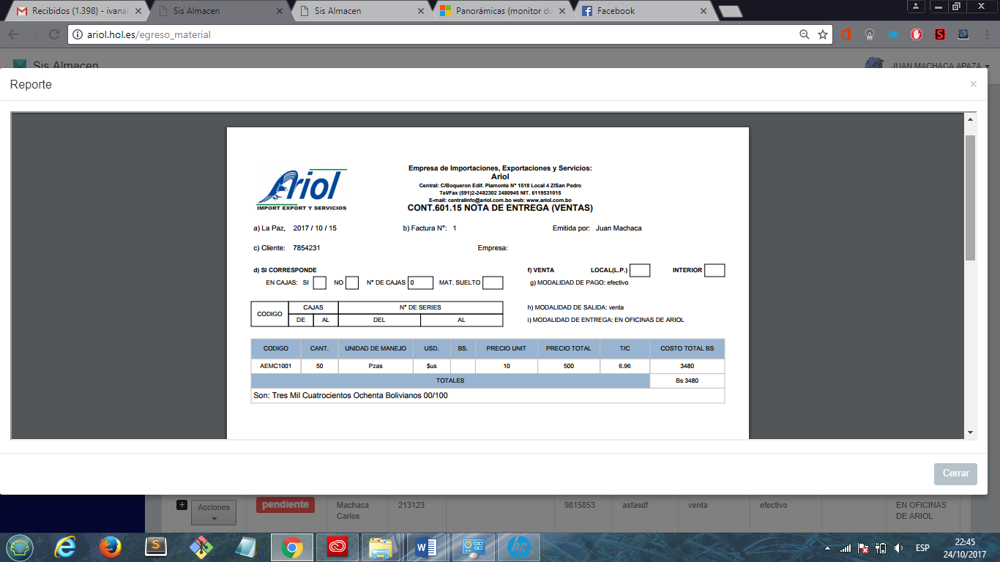 Recibidos (1.398) - ivanal
Sis Almacen
Sis Almacen
Panorámicas (monitor do
Facebook
ariol.hol.es/egreso_material
Sis Almacen
JUAN MACHACA APAZA
Reporte
Ariol
IMPORT EXPORT Y SERVICIOS
Empresa de Importaciones, Exportaciones y Servicios:
Ariol
Central: C/Boqueron Edif. Piamonte N° 1518 Local 4 Z/San Pedro
Tel/Fax (591)2-2482302 2480945 NIT. 6119531015
E-mail: centralinfo@ariol.com.bo web: www.ariol.com.bo
CONT.601.15 NOTA DE ENTREGA (VENTAS)
a) La Paz, 2017 / 10 / 15 b) Factura N°: 1 Emitida por: Juan Machaca
c) Cliente: 7854231 Empresa:
d) SI CORRESPONDE f) VENTA LOCAL(L.P.) INTERIOR
EN CAJAS: SI NO N° DE CAJAS 0 MAT. SUELTO g) MODALIDAD DE PAGO: efectivo
CODIGO CAJAS N° DE SERIES h) MODALIDAD DE SALIDA: venta
DE AL DEL AL i) MODALIDAD DE ENTREGA: EN OFICINAS DE ARIOL
CODIGO CANT. UNIDAD DE MANEJO USD. BS. PRECIO UNIT PRECIO TOTAL T/C COSTO TOTAL BS
AEMC1001 50 Pzas $us 10 500 6.96 3480
TOTALES Bs 3480
Son: Tres Mil Cuatrocientos Ochenta Bolivianos 00/100
Cerrar
Acciones pendiente Machaca Carlos 213123 9815853 asfasdf venta efectivo EN OFICINAS DE ARIOL
ESP
22:45
24/10/2017